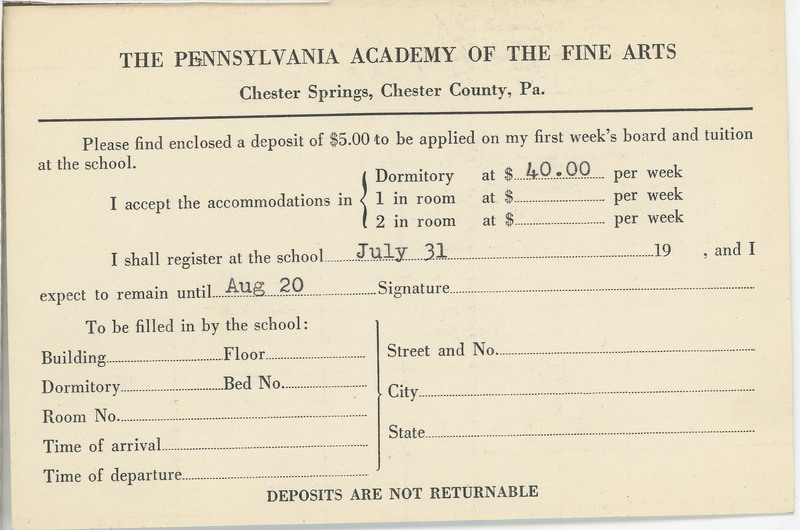 THE PENNSYLVANIA ACADEMY OF THE FINE ARTS
Chester Springs, Chester County, Pa.
Please find enclosed a deposit of $5.00 to be applied on my first week's board and tuition
at the school.
I accept the accommodations in { Dormitory at $ 40.00 per week
1 in room at $ per week
2 in room at $ per week
I shall register at the school July 31 19 , and I
expect to remain until Aug 20 Signature
To be filled in by the school:
Building Floor
Dormitory Bed No.
Room No.
Time of arrival
Time of departure
Street and No.
City
State
DEPOSITS ARE NOT RETURNABLE